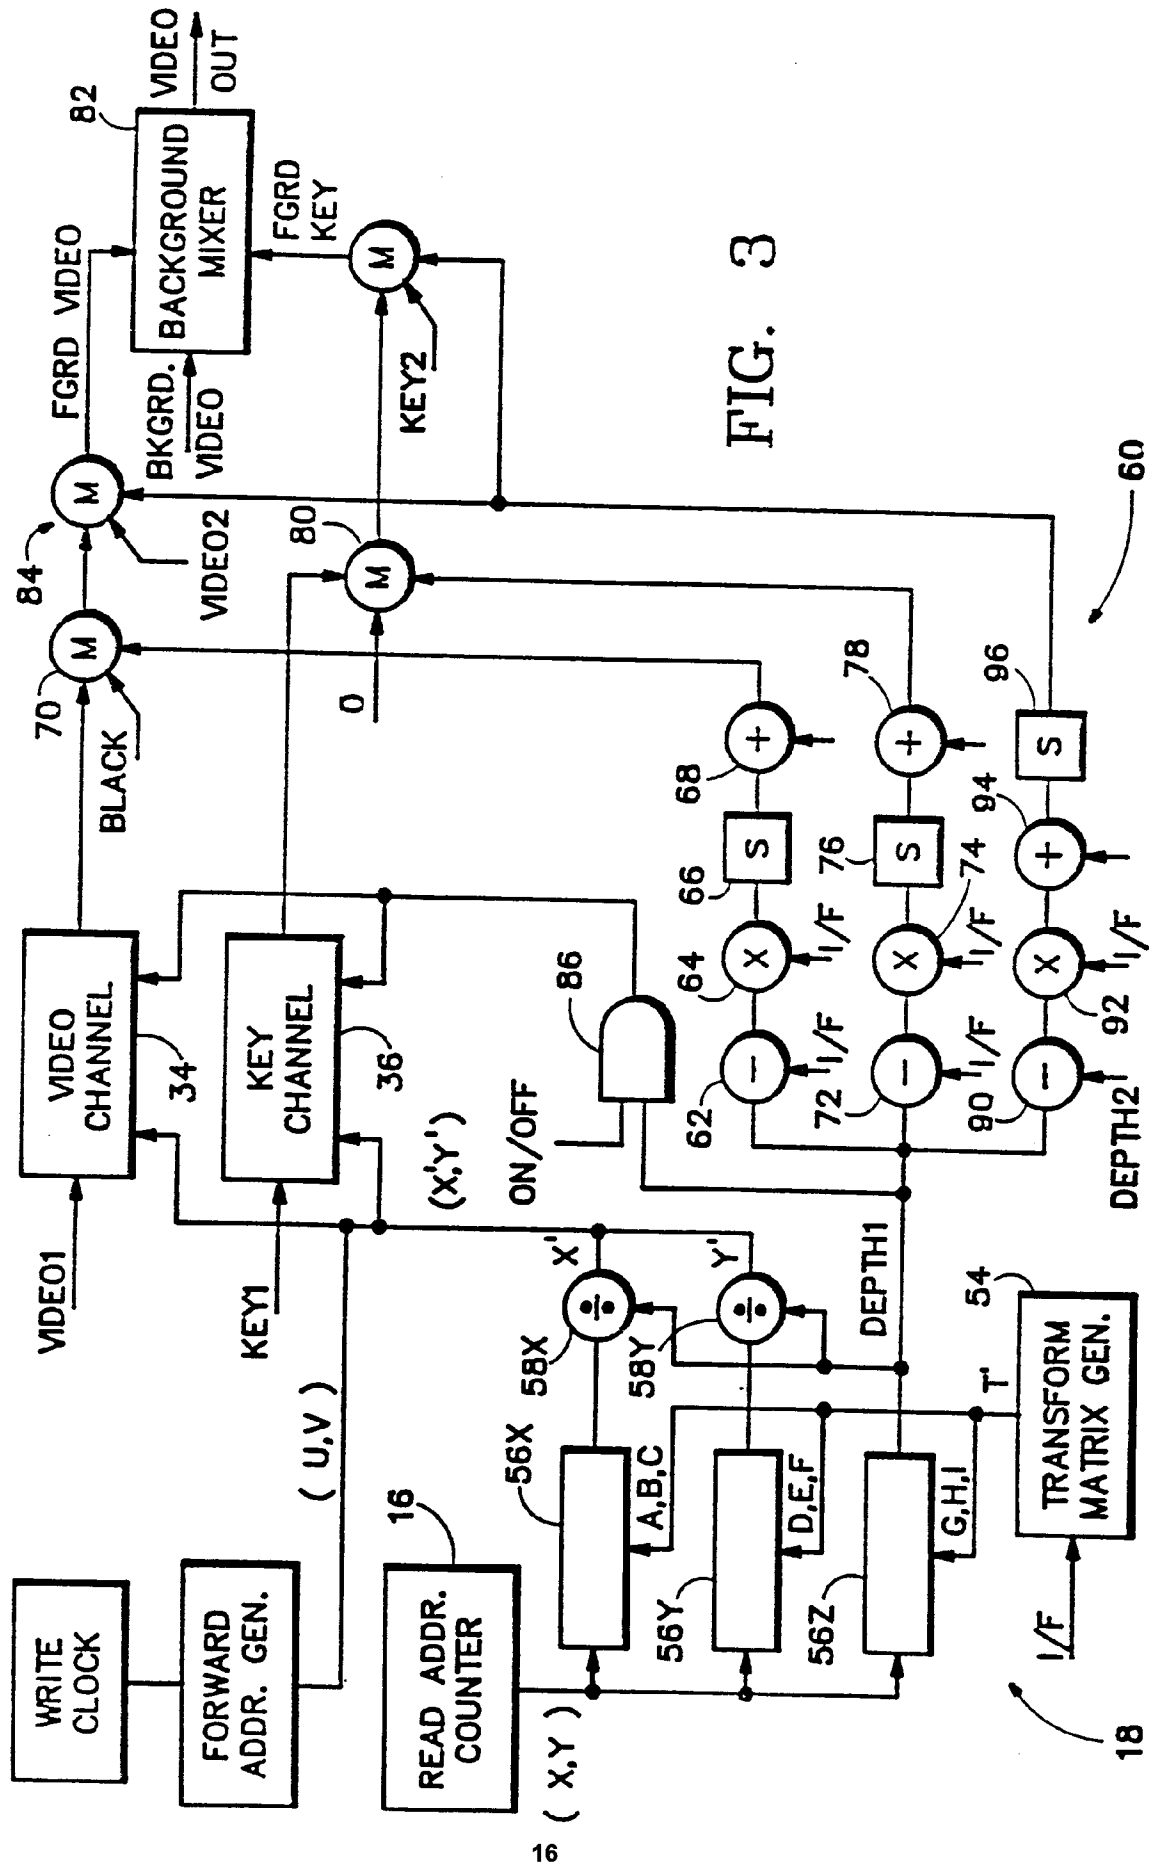 WRITE
CLOCK
FORWARD
ADDR. GEN.
( U,V )
READ ADDR.
COUNTER
16
( X,Y )
VIDEO1
VIDEO
CHANNEL
34
KEY1
KEY
CHANNEL
36
(X',Y')
56X
A,B,C
58X
÷
X'
56Y
D,E,F
58Y
÷
Y'
56Z
G,H,I
DEPTH1
I/F
TRANSFORM
MATRIX GEN.
54
T'
18
ON/OFF
86
62
−
I/F
64
X
I/F
66
S
68
+
72
−
I/F
74
X
I/F
76
S
78
+
90
−
DEPTH2
92
X
I/F
94
+
96
S
60
BLACK
70
M
84
M
VIDEO2
FGRD VIDEO
0
80
M
KEY2
M
FGRD
KEY
BKGRD.
VIDEO
BACKGROUND
MIXER
82
VIDEO
OUT
FIG. 3
16